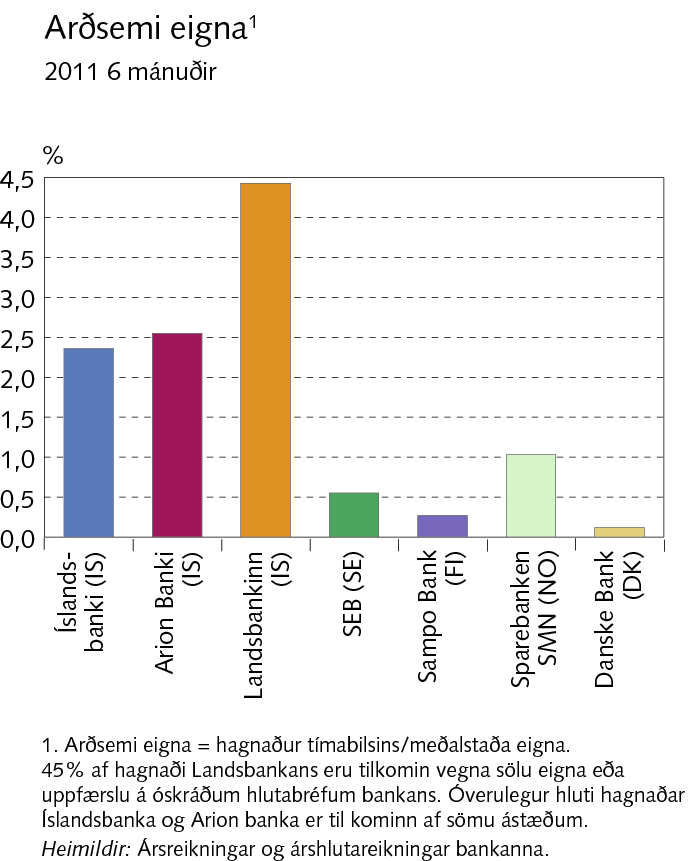 Arðsemi eigna¹
2011 6 mánuðir
%
4,5
4,0
3,5
3,0
2,5
2,0
1,5
1,0
0,5
0,0
Íslands-
banki (IS)
Arion Banki
(IS)
Landsbankinn
(IS)
SEB (SE)
Sampo Bank
(FI)
Sparebanken
SMN (NO)
Danske Bank
(DK)
1. Arðsemi eigna = hagnaður tímabilsins/meðalstaða eigna.
45% af hagnaði Landsbankans eru tilkomin vegna sölu eigna eða
uppfærslu á óskráðum hlutabréfum bankans. Óverulegur hluti hagnaðar
Íslandsbanka og Arion banka er til kominn af sömu ástæðum.
Heimildir: Ársreikningar og árshlutareikningar bankanna.